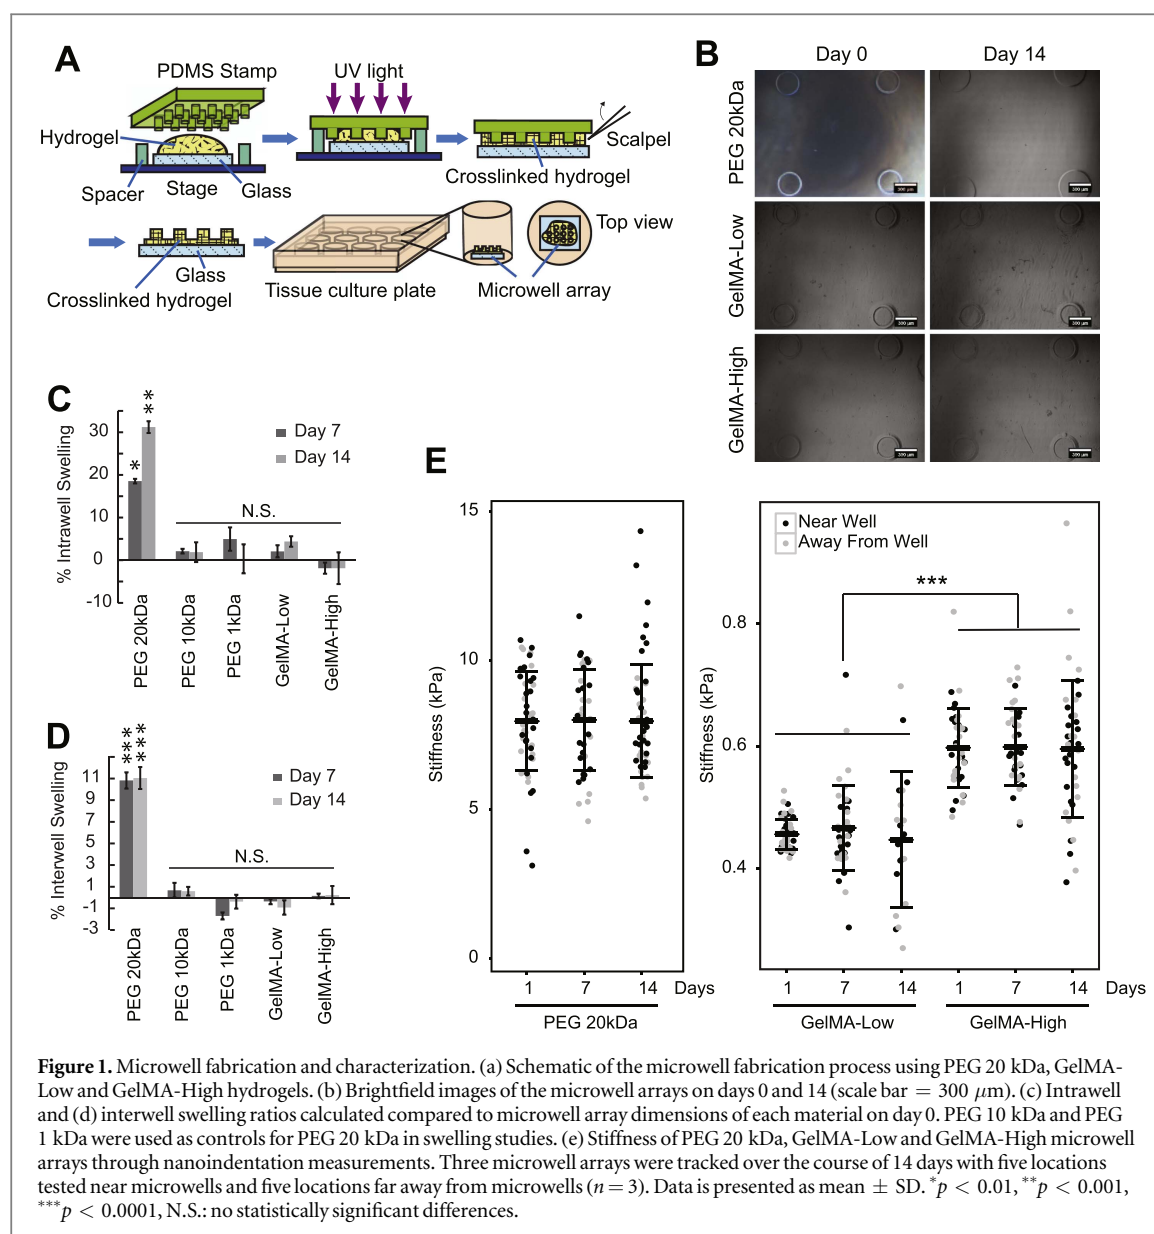 A
PDMS Stamp
UV light
Hydrogel
Scalpel
Spacer
Stage
Glass
Crosslinked hydrogel
Top view
Glass
Crosslinked hydrogel
Tissue culture plate
Microwell array
B
Day 0
Day 14
PEG 20kDa
300 μm
300 μm
GelMA-Low
300 μm
300 μm
GelMA-High
300 μm
300 μm
C
% Intrawell Swelling
30
20
10
0
-10
*
**
N.S.
Day 7
Day 14
PEG 20kDa
PEG 10kDa
PEG 1kDa
GelMA-Low
GelMA-High
D
% Interwell Swelling
11
9
7
5
3
1
-1
-3
***
***
N.S.
Day 7
Day 14
PEG 20kDa
PEG 10kDa
PEG 1kDa
GelMA-Low
GelMA-High
E
Stiffness (kPa)
15
10
5
0
1 7 14 Days
PEG 20kDa
Stiffness (kPa)
0.8
0.6
0.4
Near Well
Away From Well
***
1 7 14 1 7 14 Days
GelMA-Low GelMA-High
Figure 1. Microwell fabrication and characterization. (a) Schematic of the microwell fabrication process using PEG 20 kDa, GelMA-
Low and GelMA-High hydrogels. (b) Brightfield images of the microwell arrays on days 0 and 14 (scale bar = 300 μm). (c) Intrawell
and (d) interwell swelling ratios calculated compared to microwell array dimensions of each material on day 0. PEG 10 kDa and PEG
1 kDa were used as controls for PEG 20 kDa in swelling studies. (e) Stiffness of PEG 20 kDa, GelMA-Low and GelMA-High microwell
arrays through nanoindentation measurements. Three microwell arrays were tracked over the course of 14 days with five locations
tested near microwells and five locations far away from microwells (n = 3). Data is presented as mean ± SD. *p < 0.01, **p < 0.001,
***p < 0.0001, N.S.: no statistically significant differences.